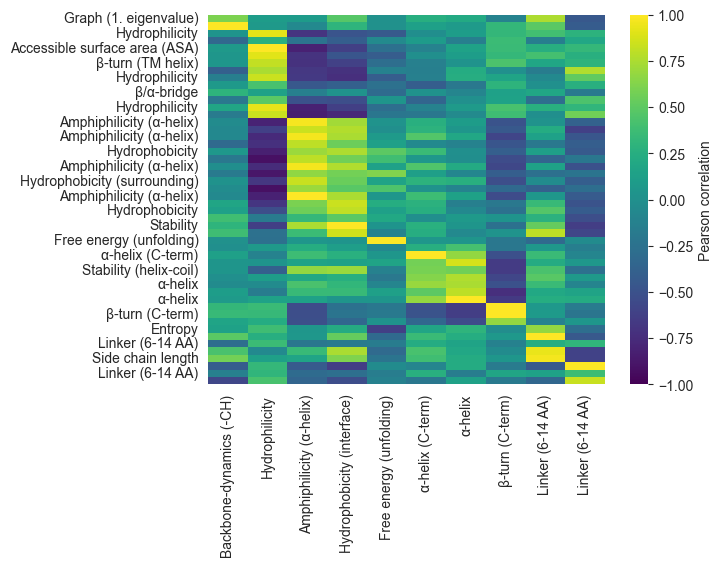 Graph (1. eigenvalue)
Hydrophilicity
Accessible surface area (ASA)
β-turn (TM helix)
Hydrophilicity
β/α-bridge
Hydrophilicity
Amphiphilicity (α-helix)
Amphiphilicity (α-helix)
Hydrophobicity
Amphiphilicity (α-helix)
Hydrophobicity (surrounding)
Amphiphilicity (α-helix)
Hydrophobicity
Stability
Free energy (unfolding)
α-helix (C-term)
Stability (helix-coil)
α-helix
α-helix
β-turn (C-term)
Entropy
Linker (6-14 AA)
Side chain length
Linker (6-14 AA)
Backbone-dynamics (-CH)
Hydrophilicity
Amphiphilicity (α-helix)
Hydrophobicity (interface)
Free energy (unfolding)
α-helix (C-term)
α-helix
β-turn (C-term)
Linker (6-14 AA)
Linker (6-14 AA)
1.00
0.75
0.50
0.25
0.00
−0.25
−0.50
−0.75
−1.00
Pearson correlation